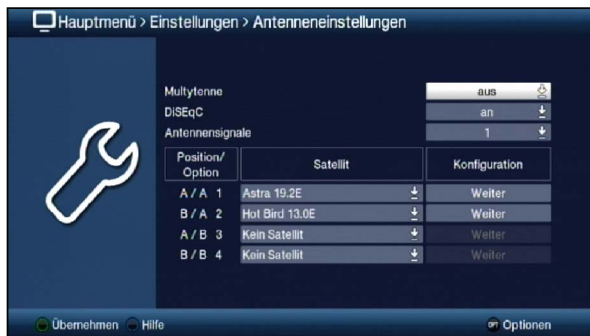 Hauptmenü > Einstellungen > Antenneneinstellungen
Multytenne aus
DiSEqC an
Antennensignale 1
Position/ Option Satellit Konfiguration
A / A 1 Astra 19.2E Weiter
B / A 2 Hot Bird 13.0E Weiter
A / B 3 Kein Satellit Weiter
B / B 4 Kein Satellit Weiter
Übernehmen Hilfe OPT Optionen